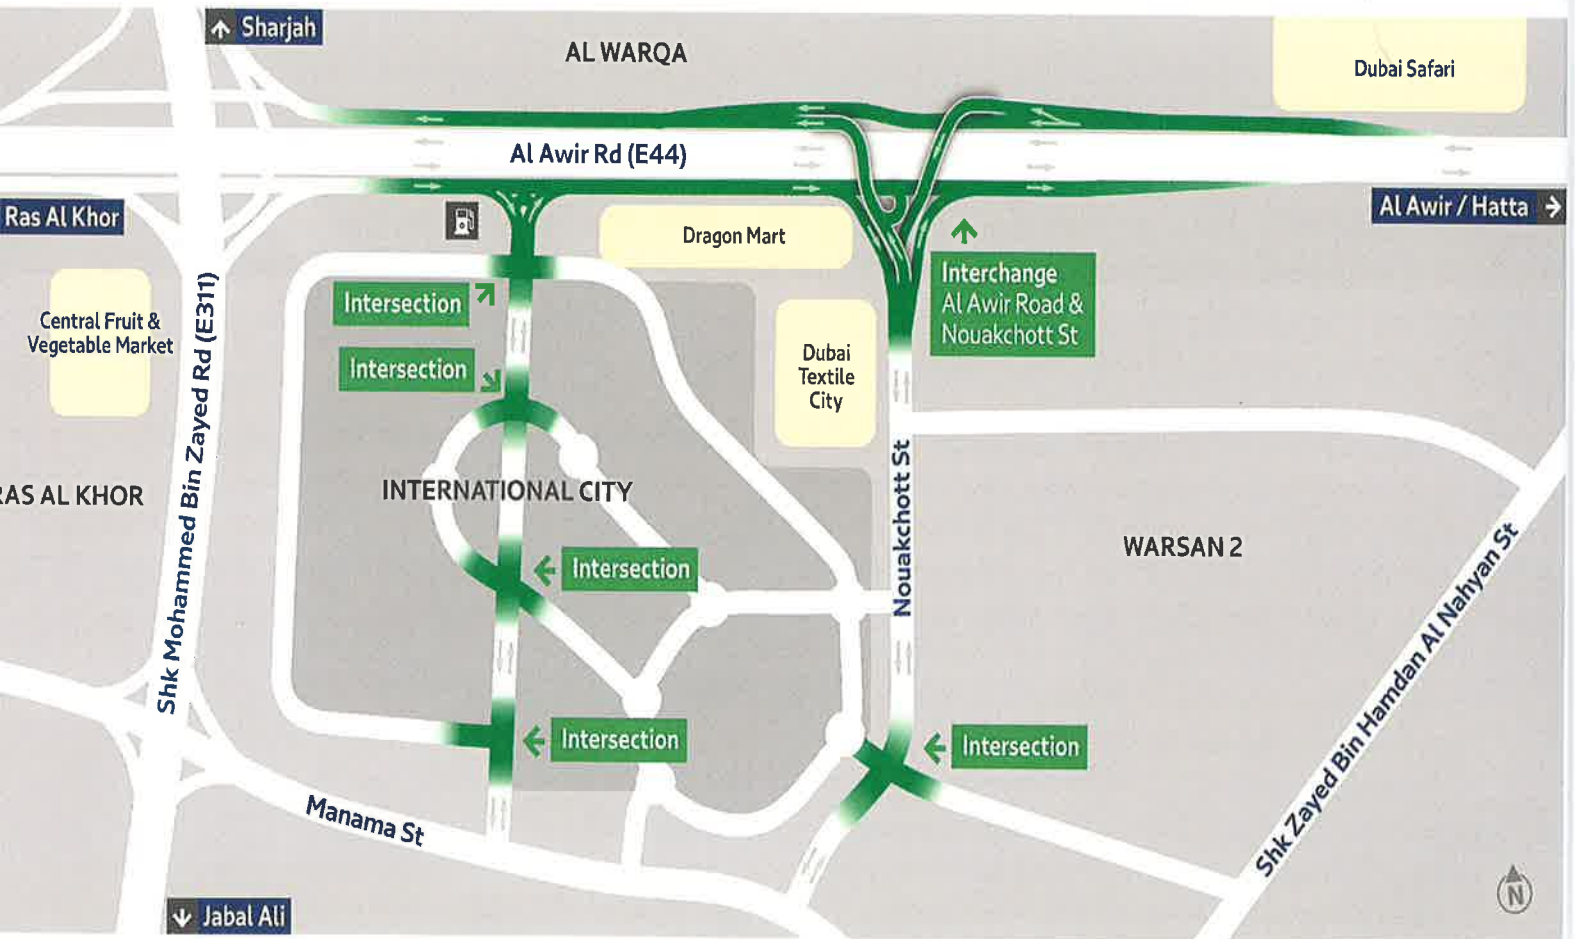 Sharjah
AL WARQA
Dubai Safari
Al Awir Rd (E44)
Ras Al Khor
Al Awir / Hatta
Dragon Mart
Interchange
Al Awir Road &
Nouakchott St
Intersection
Central Fruit &
Vegetable Market
Shk Mohammed Bin Zayed Rd (E311)
Intersection
Dubai
Textile
City
RAS AL KHOR
INTERNATIONAL CITY
Nouakchott St
WARSAN 2
Intersection
Shk Zayed Bin Hamdan Al Nahyan St
Intersection
Intersection
Manama St
Jabal Ali
N